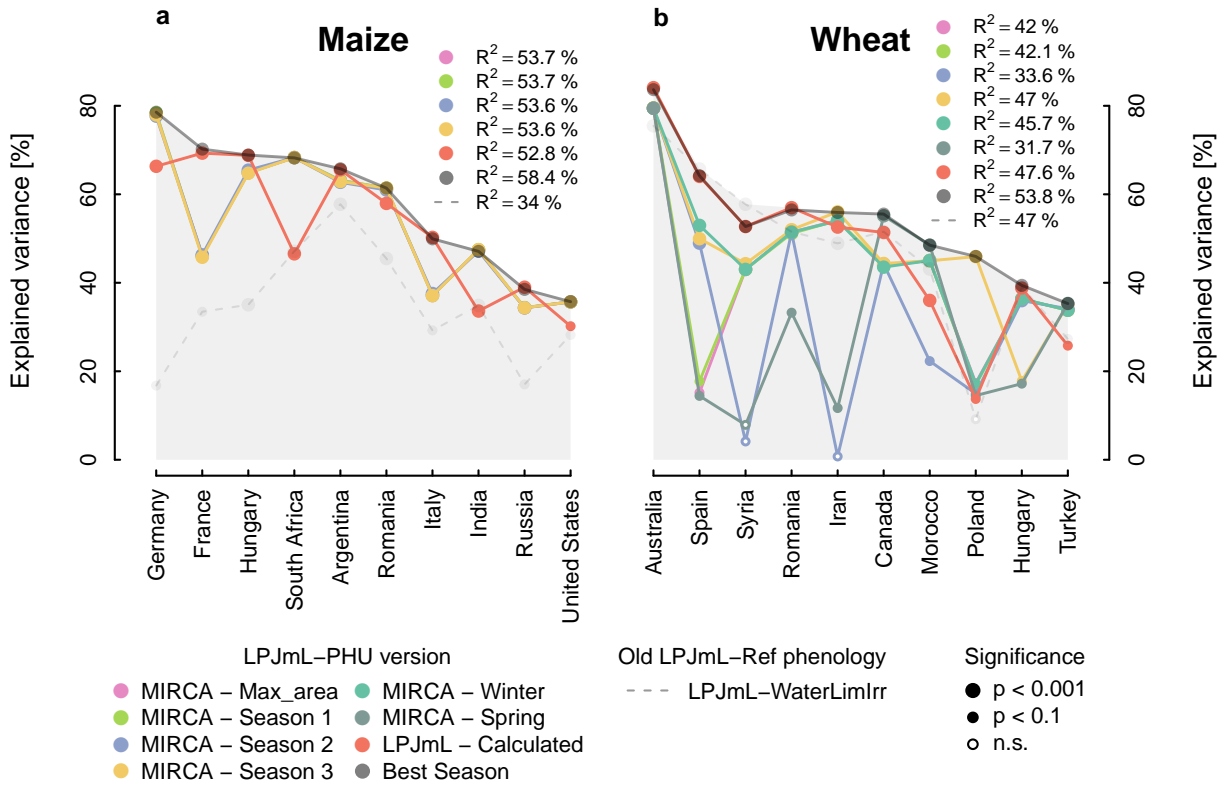 a
Maize
R² = 53.7 %
R² = 53.7 %
R² = 53.6 %
R² = 53.6 %
R² = 52.8 %
R² = 58.4 %
R² = 34 %
Explained variance [%]
80
60
40
20
0
Germany
France
Hungary
South Africa
Argentina
Romania
Italy
India
Russia
United States
b
Wheat
R² = 42 %
R² = 42.1 %
R² = 33.6 %
R² = 47 %
R² = 45.7 %
R² = 31.7 %
R² = 47.6 %
R² = 53.8 %
R² = 47 %
80
60
40
20
0
Explained variance [%]
Australia
Spain
Syria
Romania
Iran
Canada
Morocco
Poland
Hungary
Turkey
LPJmL−PHU version
MIRCA − Max_area
MIRCA − Season 1
MIRCA − Season 2
MIRCA − Season 3
MIRCA − Winter
MIRCA − Spring
LPJmL − Calculated
Best Season
Old LPJmL−Ref phenology
LPJmL−WaterLimIrr
Significance
p < 0.001
p < 0.1
n.s.